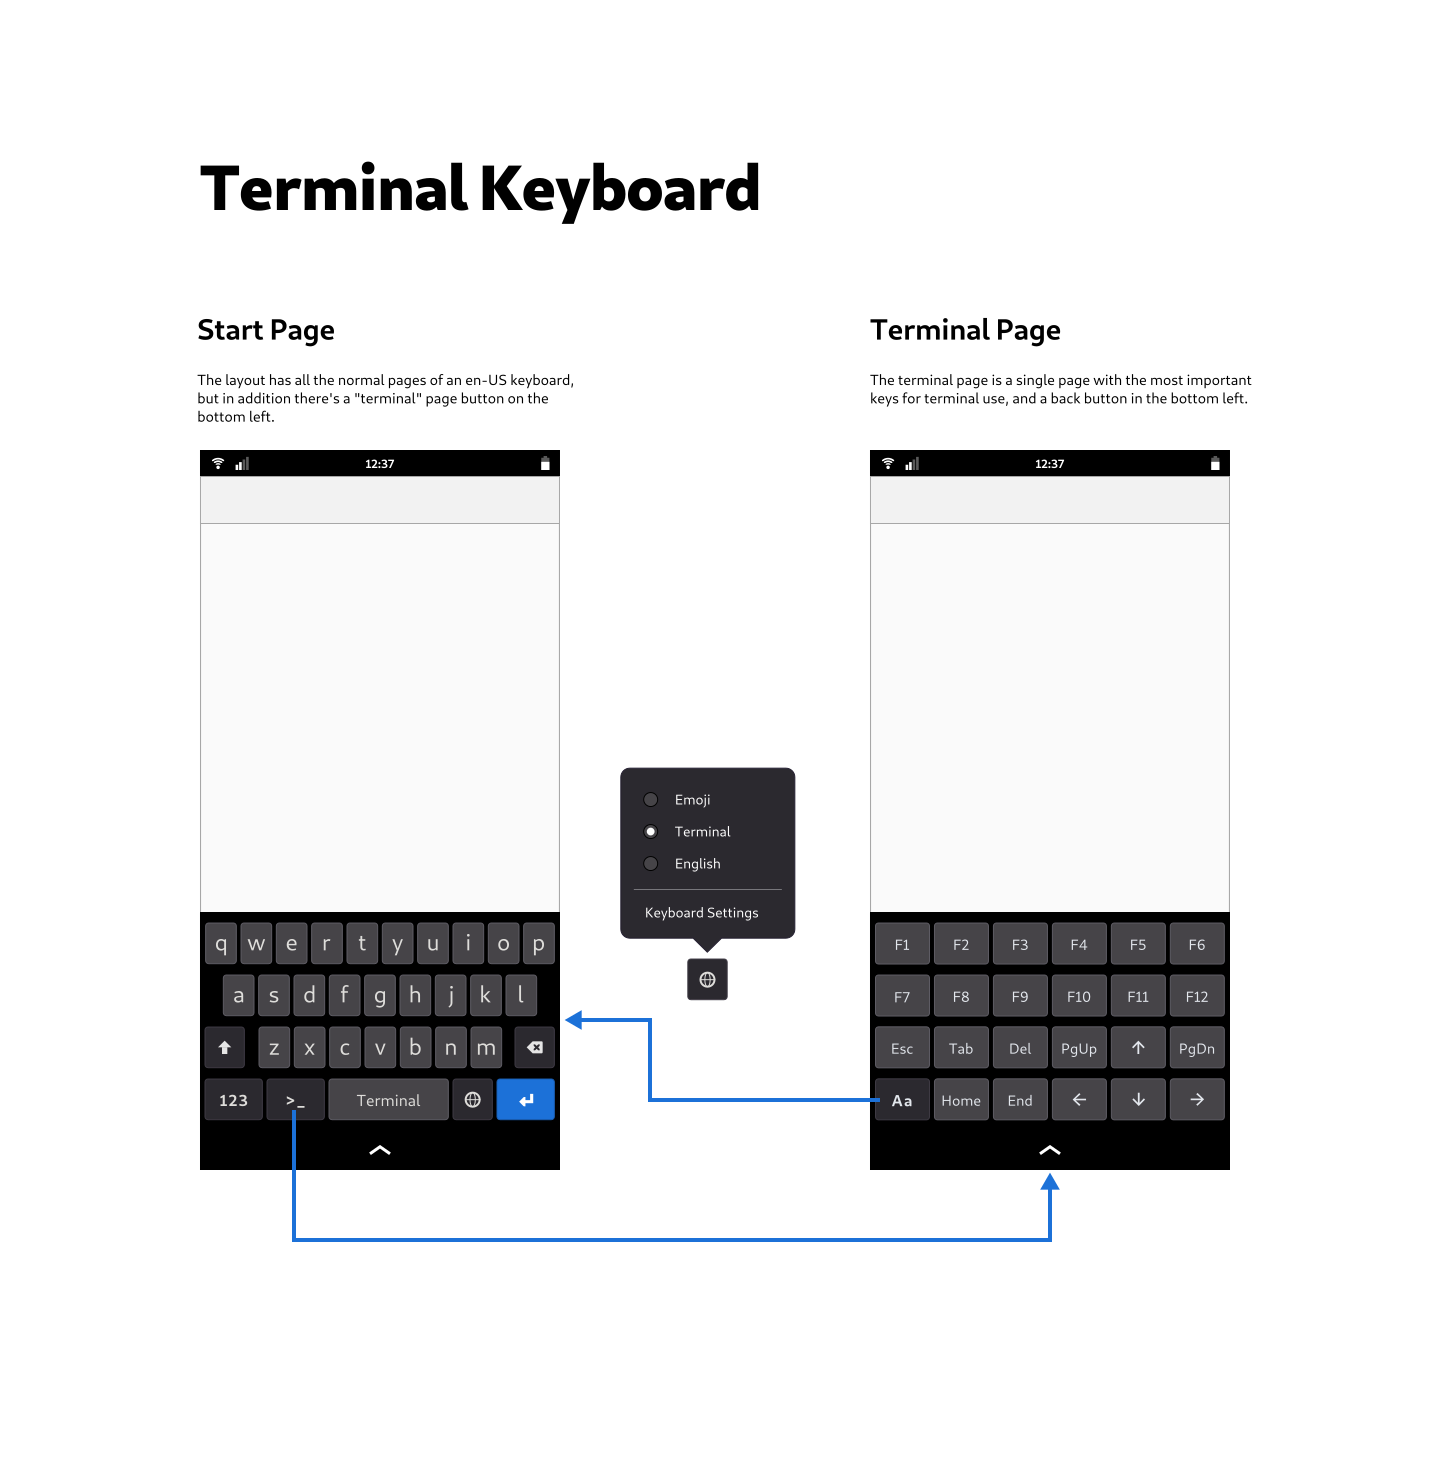 Terminal Keyboard
Start Page
The layout has all the normal pages of an en-US keyboard,
but in addition there's a "terminal" page button on the
bottom left.
12:37
q w e r t y u i o p
a s d f g h j k l
z x c v b n m
123 >_ Terminal
Emoji
Terminal
English
Keyboard Settings
Terminal Page
The terminal page is a single page with the most important
keys for terminal use, and a back button in the bottom left.
12:37
F1 F2 F3 F4 F5 F6
F7 F8 F9 F10 F11 F12
Esc Tab Del PgUp ↑ PgDn
Aa Home End ← ↓ →